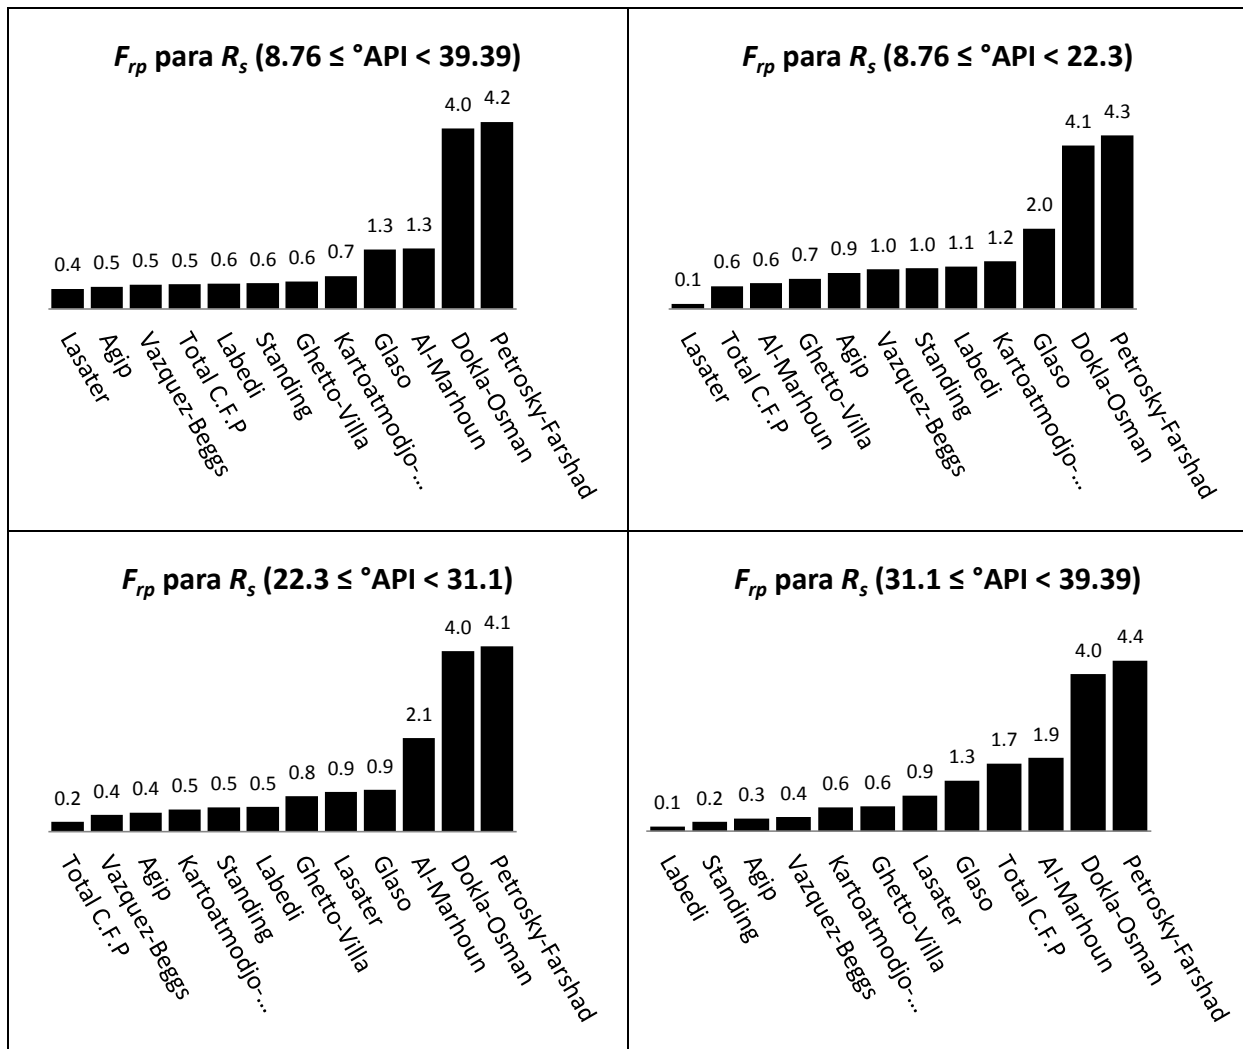 F_rp para R_s (8.76 ≤ °API < 39.39)
0.4 0.5 0.5 0.5 0.6 0.6 0.6 0.7 1.3 1.3 4.0 4.2
Lasater
Agip
Vazquez-Beggs
Total C.F.P
Labedi
Standing
Ghetto-Villa
Kartoatmodjo-...
Glaso
Al-Marhoun
Dokla-Osman
Petrosky-Farshad
F_rp para R_s (8.76 ≤ °API < 22.3)
0.1 0.6 0.6 0.7 0.9 1.0 1.0 1.1 1.2 2.0 4.1 4.3
Lasater
Total C.F.P
Al-Marhoun
Ghetto-Villa
Agip
Vazquez-Beggs
Standing
Labedi
Kartoatmodjo-...
Glaso
Dokla-Osman
Petrosky-Farshad
F_rp para R_s (22.3 ≤ °API < 31.1)
0.2 0.4 0.4 0.5 0.5 0.5 0.8 0.9 0.9 2.1 4.0 4.1
Total C.F.P
Vazquez-Beggs
Agip
Kartoatmodjo-...
Standing
Labedi
Ghetto-Villa
Lasater
Glaso
Al-Marhoun
Dokla-Osman
Petrosky-Farshad
F_rp para R_s (31.1 ≤ °API < 39.39)
0.1 0.2 0.3 0.4 0.6 0.6 0.9 1.3 1.7 1.9 4.0 4.4
Labedi
Standing
Agip
Vazquez-Beggs
Kartoatmodjo-...
Ghetto-Villa
Lasater
Glaso
Total C.F.P
Al-Marhoun
Dokla-Osman
Petrosky-Farshad